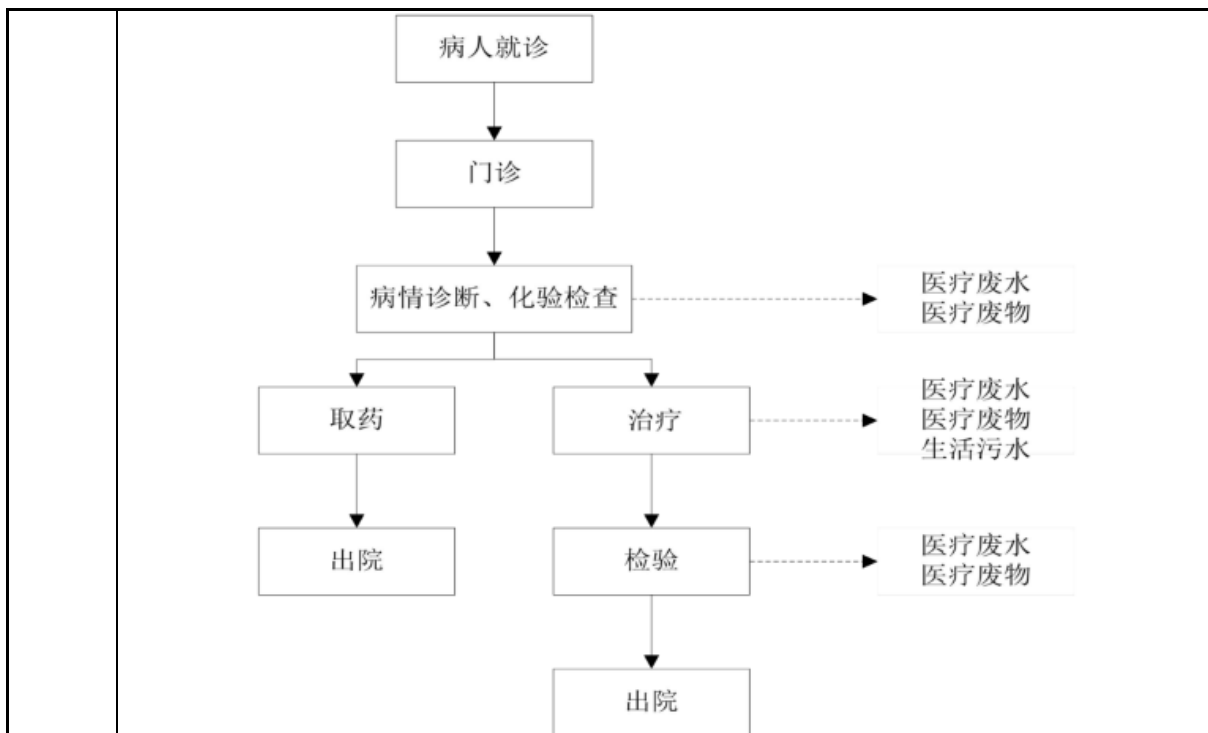 病人就诊
门诊
病情诊断、化验检查
医疗废水
医疗废物
取药
治疗
医疗废水
医疗废物
生活污水
出院
检验
医疗废水
医疗废物
出院